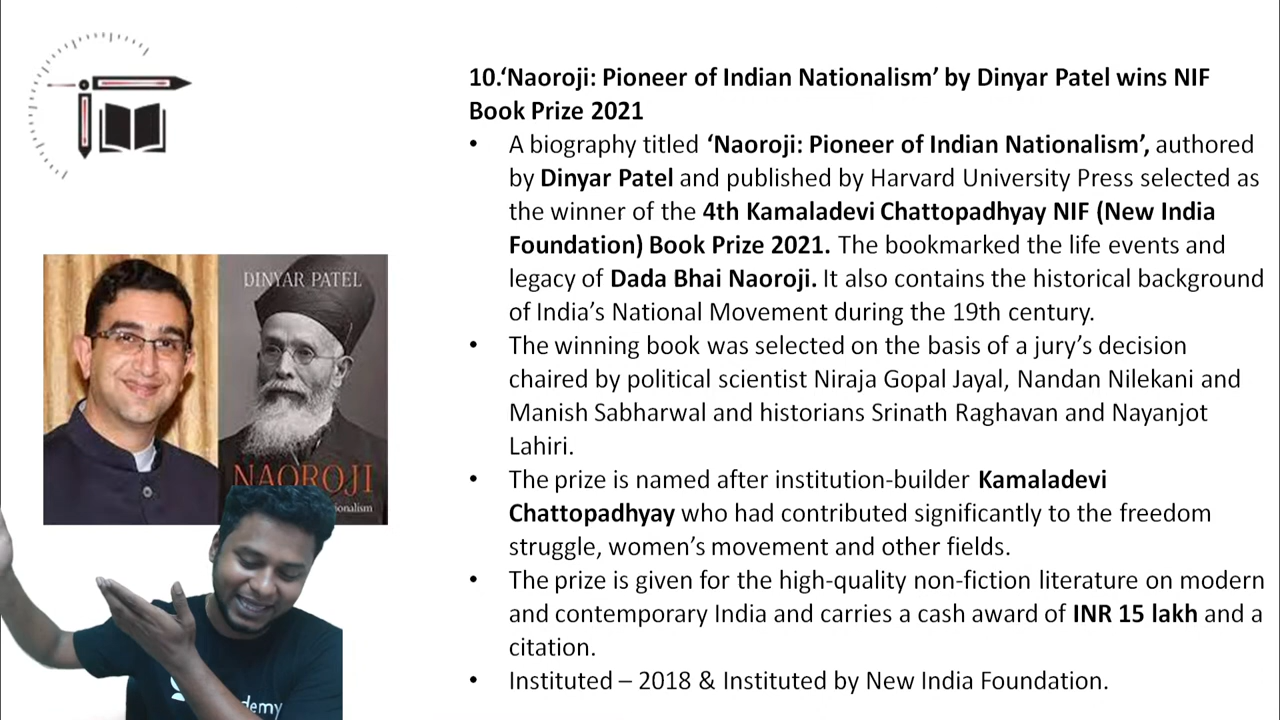 10.‘Naoroji: Pioneer of Indian Nationalism’ by Dinyar Patel wins NIF
Book Prize 2021
• A biography titled ‘Naoroji: Pioneer of Indian Nationalism’, authored
by Dinyar Patel and published by Harvard University Press selected as
the winner of the 4th Kamaladevi Chattopadhyay NIF (New India
Foundation) Book Prize 2021. The bookmarked the life events and
legacy of Dada Bhai Naoroji. It also contains the historical background
of India’s National Movement during the 19th century.
• The winning book was selected on the basis of a jury’s decision
chaired by political scientist Niraja Gopal Jayal, Nandan Nilekani and
Manish Sabharwal and historians Srinath Raghavan and Nayanjot
Lahiri.
• The prize is named after institution-builder Kamaladevi
Chattopadhyay who had contributed significantly to the freedom
struggle, women’s movement and other fields.
• The prize is given for the high-quality non-fiction literature on modern
and contemporary India and carries a cash award of INR 15 lakh and a
citation.
• Instituted – 2018 & Instituted by New India Foundation.
DINYAR PATEL
NAOROJI
ionalism
demy